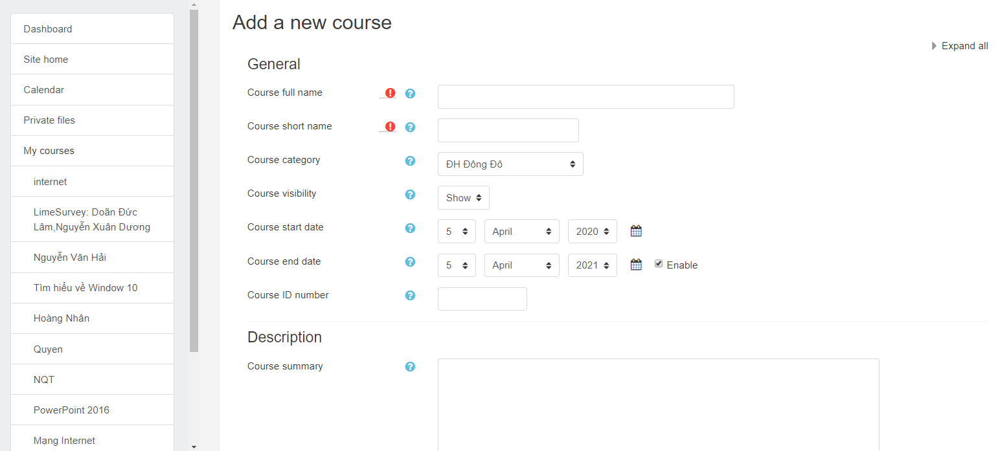 Dashboard
Site home
Calendar
Private files
My courses
internet
LimeSurvey: Doãn Đức
Lâm,Nguyễn Xuân Dương
Nguyễn Văn Hải
Tìm hiểu về Window 10
Hoàng Nhân
Quyen
NQT
PowerPoint 2016
Mạng Internet
Add a new course
Expand all
General
Course full name
Course short name
Course category ĐH Đông Đô
Course visibility Show
Course start date 5 April 2020
Course end date 5 April 2021 Enable
Course ID number
Description
Course summary